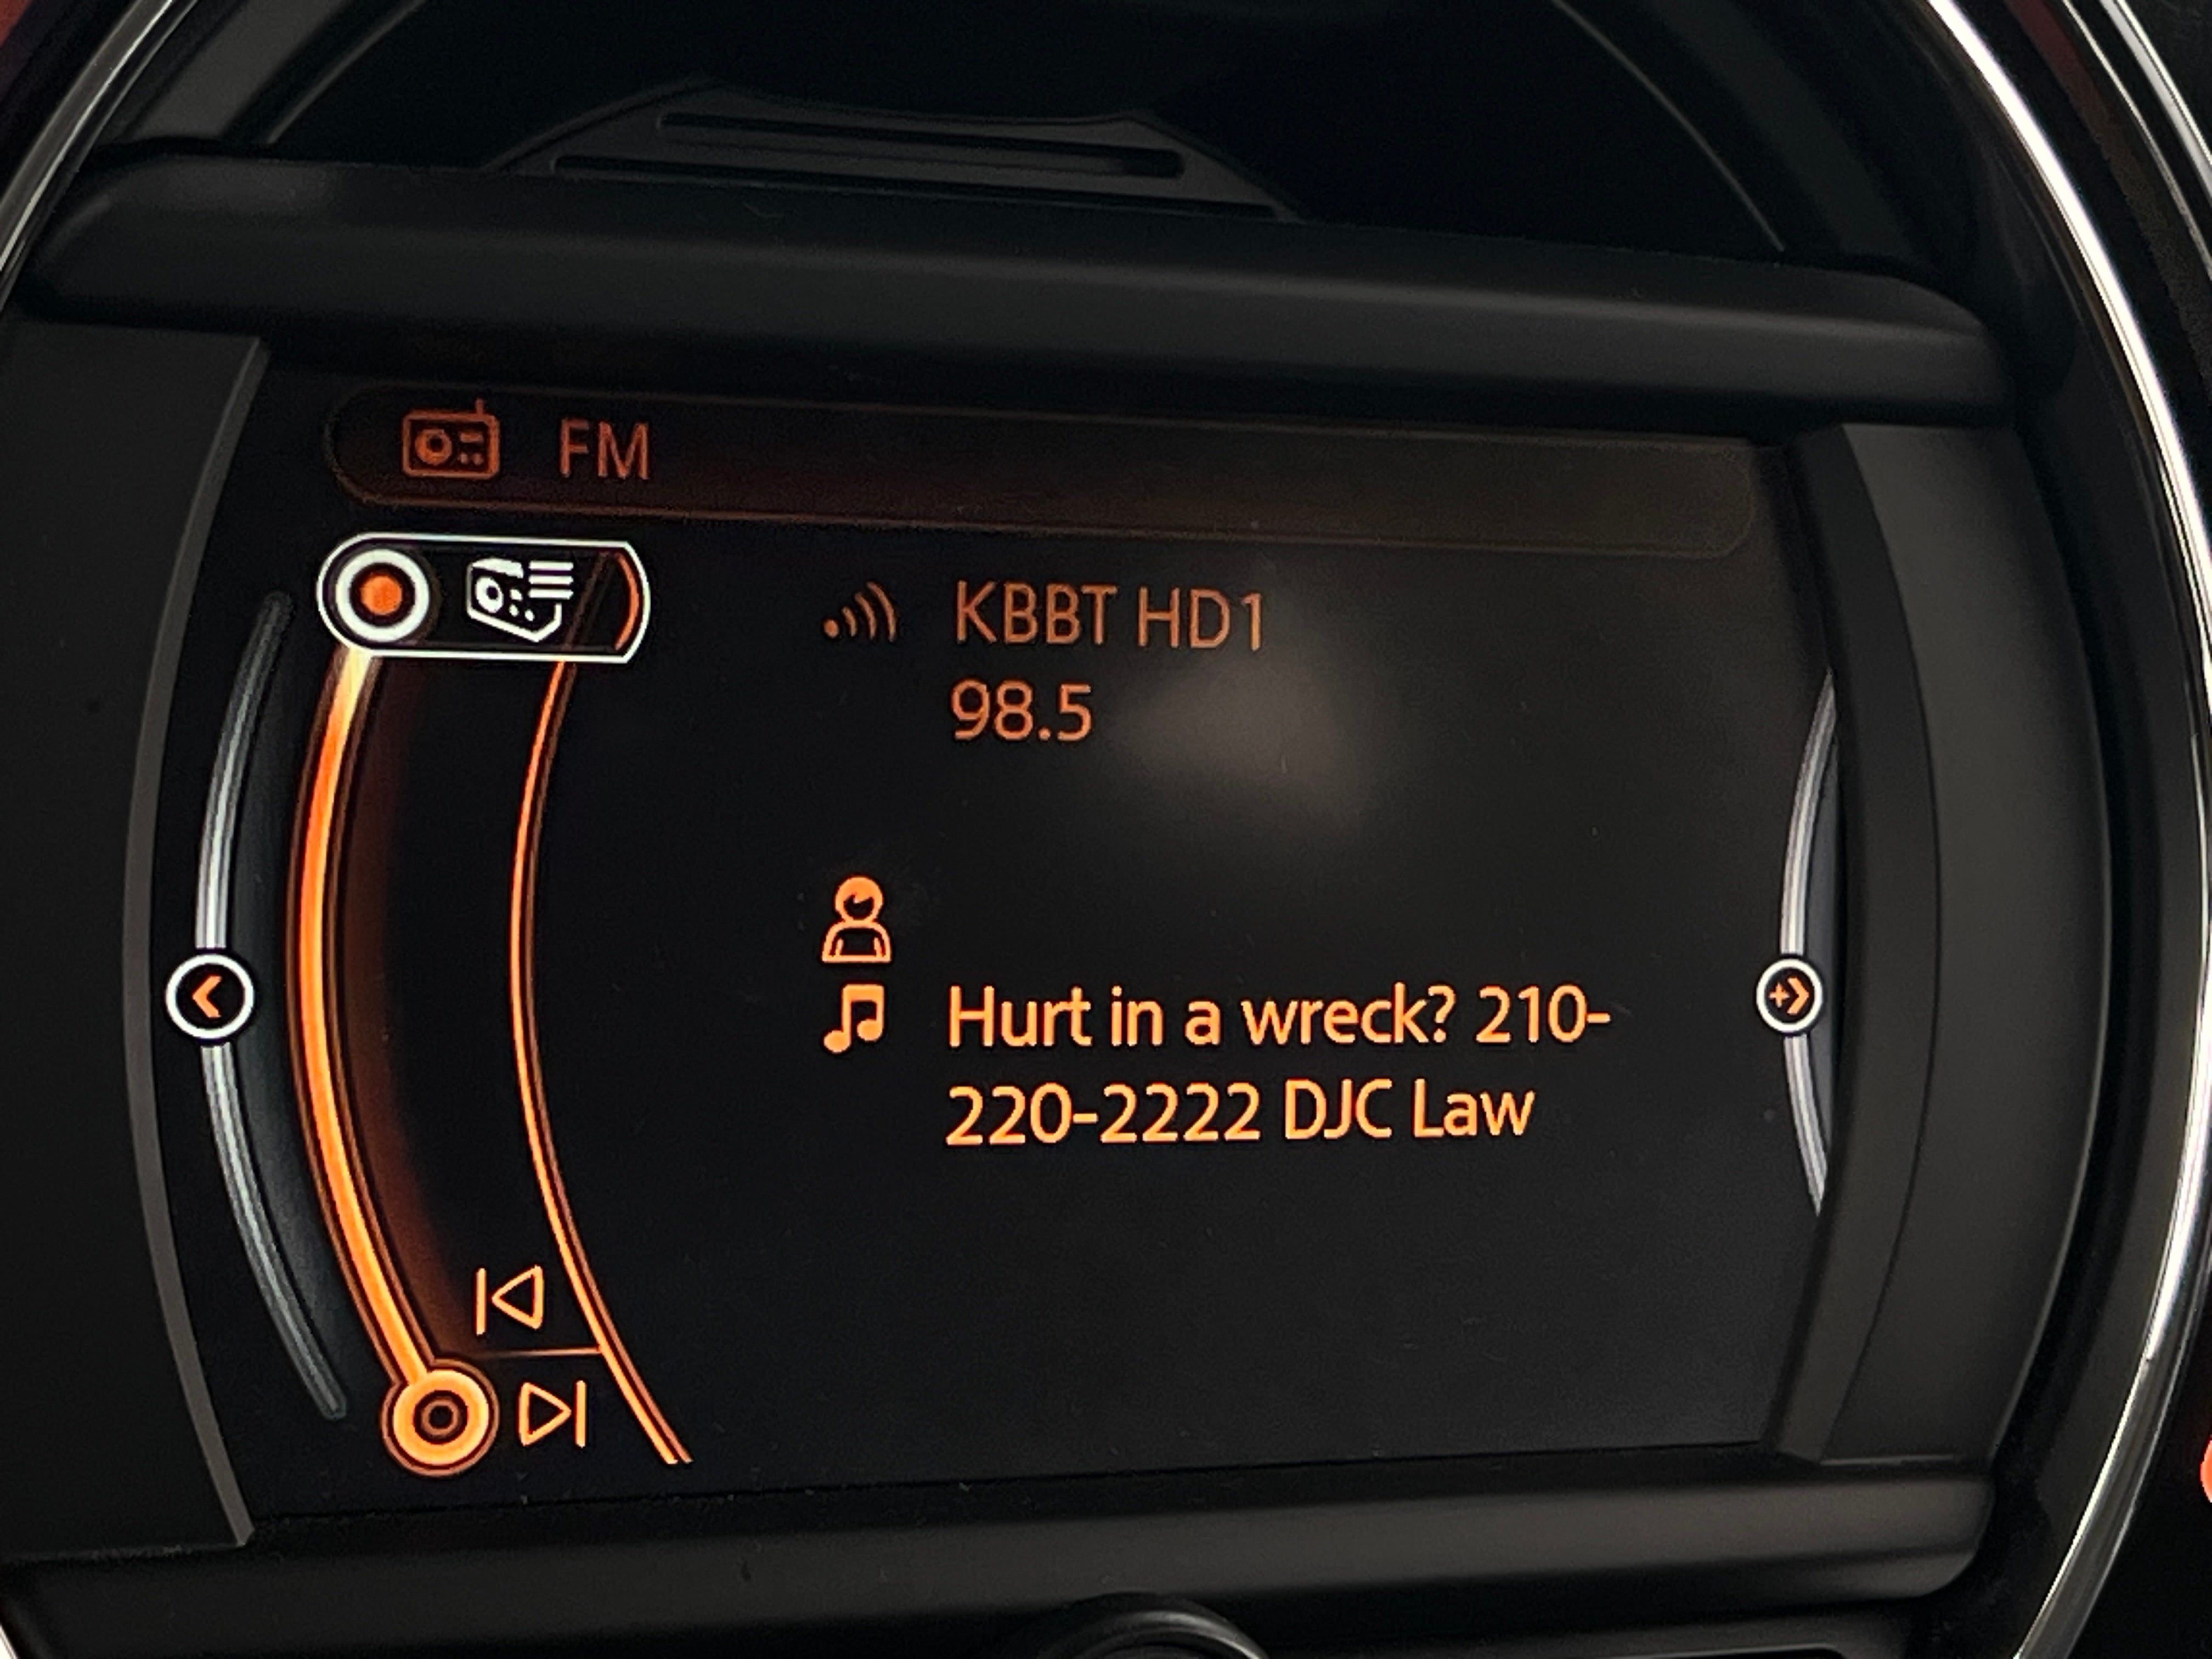 FM
KBBT HD1
98.5
Hurt in a wreck? 210-
220-2222 DJC Law